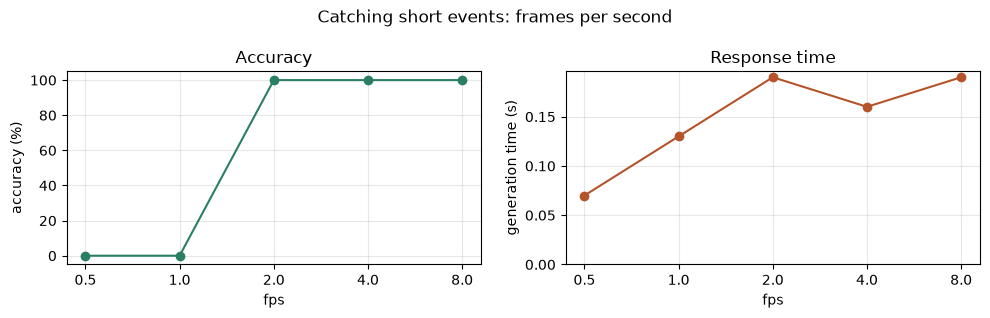 Catching short events: frames per second
Accuracy
accuracy (%)
100
80
60
40
20
0
0.5 1.0 2.0 4.0 8.0
fps
Response time
generation time (s)
0.15
0.10
0.05
0.00
0.5 1.0 2.0 4.0 8.0
fps